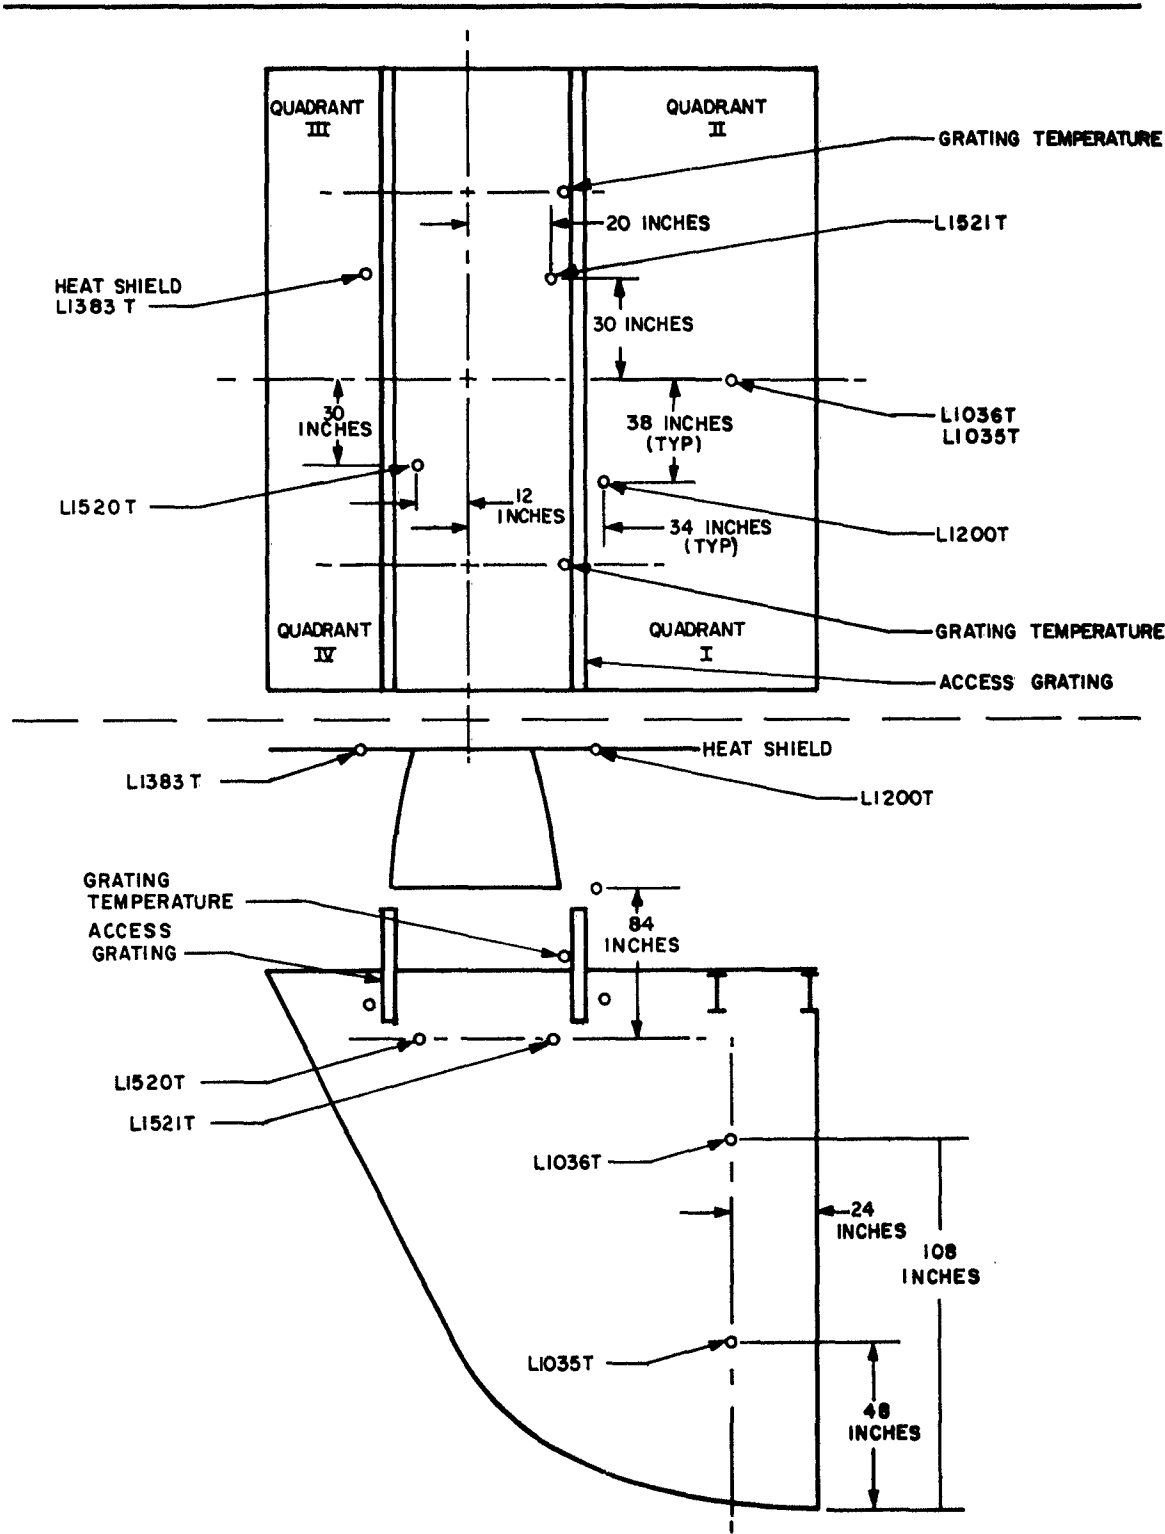 QUADRANT
III
QUADRANT
II
GRATING TEMPERATURE
20 INCHES
L1521T
HEAT SHIELD
L1383T
30 INCHES
30
INCHES
38 INCHES
(TYP)
L1036T
L1035T
L1520T
12
INCHES
34 INCHES
(TYP)
L1200T
QUADRANT
IV
QUADRANT
I
GRATING TEMPERATURE
ACCESS GRATING
HEAT SHIELD
L1383T
L1200T
GRATING
TEMPERATURE
ACCESS
GRATING
84
INCHES
L1520T
L1521T
L1036T
24
INCHES
108
INCHES
L1035T
48
INCHES